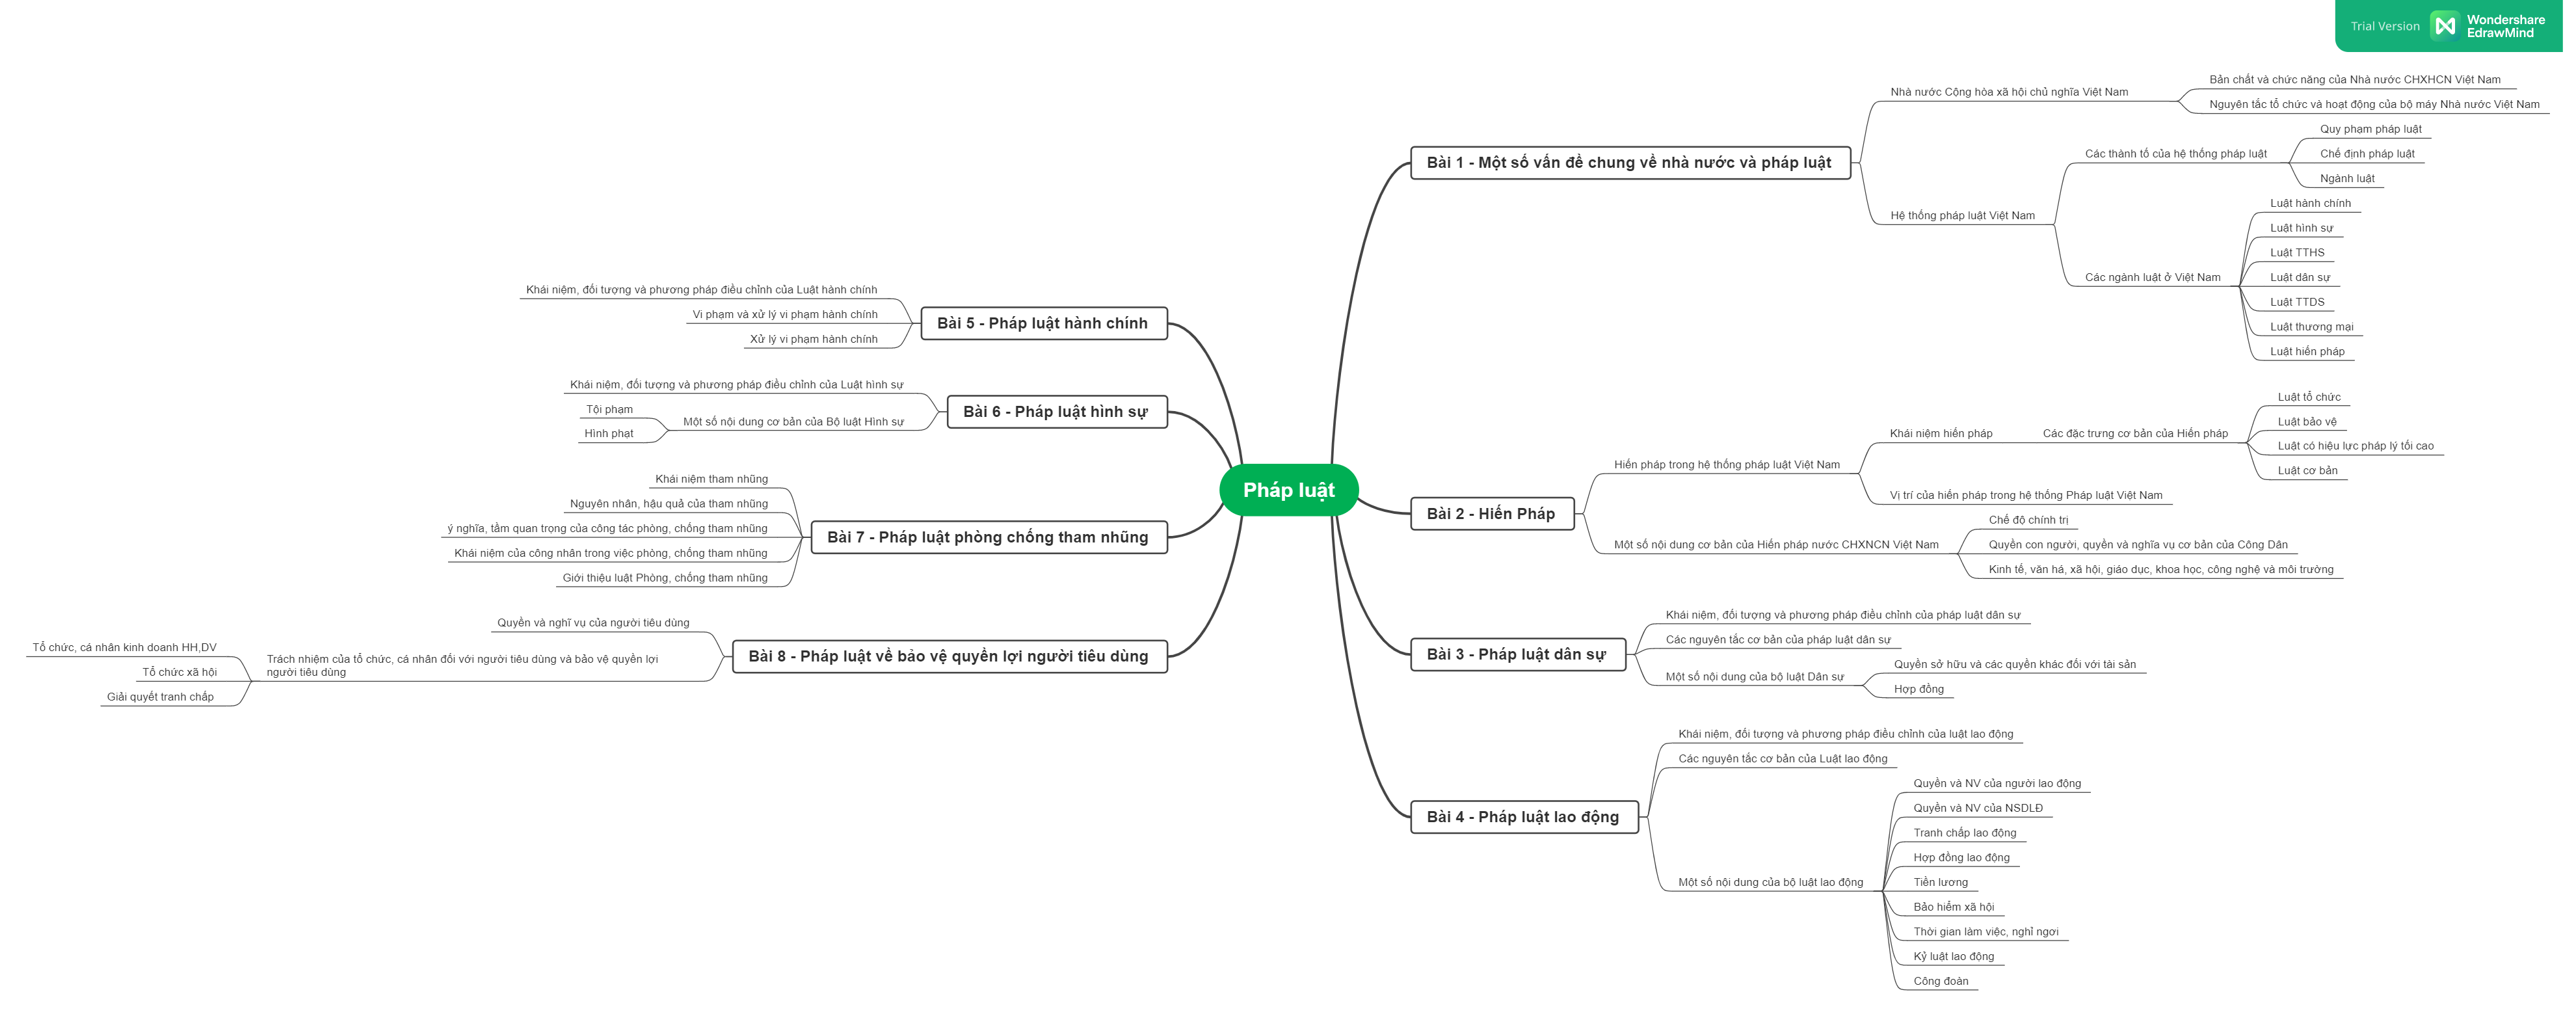 Trial Version
Wondershare
EdrawMind
Pháp luật
Bài 1 - Một số vấn đề chung về nhà nước và pháp luật
Nhà nước Cộng hòa xã hội chủ nghĩa Việt Nam
Bản chất và chức năng của Nhà nước CHXHCN Việt Nam
Nguyên tắc tổ chức và hoạt động của bộ máy Nhà nước Việt Nam
Hệ thống pháp luật Việt Nam
Các thành tố của hệ thống pháp luật
Quy phạm pháp luật
Chế định pháp luật
Ngành luật
Các ngành luật ở Việt Nam
Luật hành chính
Luật hình sự
Luật TTHS
Luật dân sự
Luật TTDS
Luật thương mại
Luật hiến pháp
Bài 2 - Hiến Pháp
Hiến pháp trong hệ thống pháp luật Việt Nam
Khái niệm hiến pháp
Các đặc trưng cơ bản của Hiến pháp
Luật tổ chức
Luật bảo vệ
Luật có hiệu lực pháp lý tối cao
Luật cơ bản
Vị trí của hiến pháp trong hệ thống Pháp luật Việt Nam
Một số nội dung cơ bản của Hiến pháp nước CHXNCN Việt Nam
Chế độ chính trị
Quyền con người, quyền và nghĩa vụ cơ bản của Công Dân
Kinh tế, văn há, xã hội, giáo dục, khoa học, công nghệ và môi trường
Bài 3 - Pháp luật dân sự
Khái niệm, đối tượng và phương pháp điều chỉnh của pháp luật dân sự
Các nguyên tắc cơ bản của pháp luật dân sự
Một số nội dung của bộ luật Dân sự
Quyền sở hữu và các quyền khác đối với tài sản
Hợp đồng
Bài 4 - Pháp luật lao động
Khái niệm, đối tượng và phương pháp điều chỉnh của luật lao động
Các nguyên tắc cơ bản của Luật lao động
Một số nội dung của bộ luật lao động
Quyền và NV của người lao động
Quyền và NV của NSDLĐ
Tranh chấp lao động
Hợp đồng lao động
Tiền lương
Bảo hiểm xã hội
Thời gian làm việc, nghỉ ngơi
Kỷ luật lao động
Công đoàn
Bài 5 - Pháp luật hành chính
Khái niệm, đối tượng và phương pháp điều chỉnh của Luật hành chính
Vi phạm và xử lý vi phạm hành chính
Xử lý vi phạm hành chính
Bài 6 - Pháp luật hình sự
Khái niệm, đối tượng và phương pháp điều chỉnh của Luật hình sự
Một số nội dung cơ bản của Bộ luật Hình sự
Tội phạm
Hình phạt
Bài 7 - Pháp luật phòng chống tham nhũng
Khái niệm tham nhũng
Nguyên nhân, hậu quả của tham nhũng
ý nghĩa, tầm quan trọng của công tác phòng, chống tham nhũng
Khái niệm của công nhân trong việc phòng, chống tham nhũng
Giới thiệu luật Phòng, chống tham nhũng
Bài 8 - Pháp luật về bảo vệ quyền lợi người tiêu dùng
Quyền và nghĩ vụ của người tiêu dùng
Trách nhiệm của tổ chức, cá nhân đối với người tiêu dùng và bảo vệ quyền lợi
người tiêu dùng
Tổ chức, cá nhân kinh doanh HH,DV
Tổ chức xã hội
Giải quyết tranh chấp